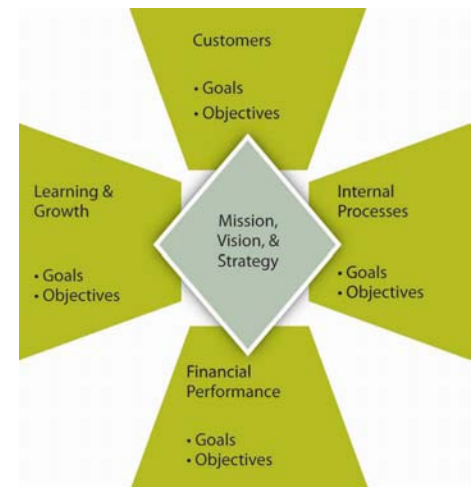 Customers
• Goals
• Objectives
Learning &
Growth
• Goals
• Objectives
Mission,
Vision, &
Strategy
Internal
Processes
• Goals
• Objectives
Financial
Performance
• Goals
• Objectives